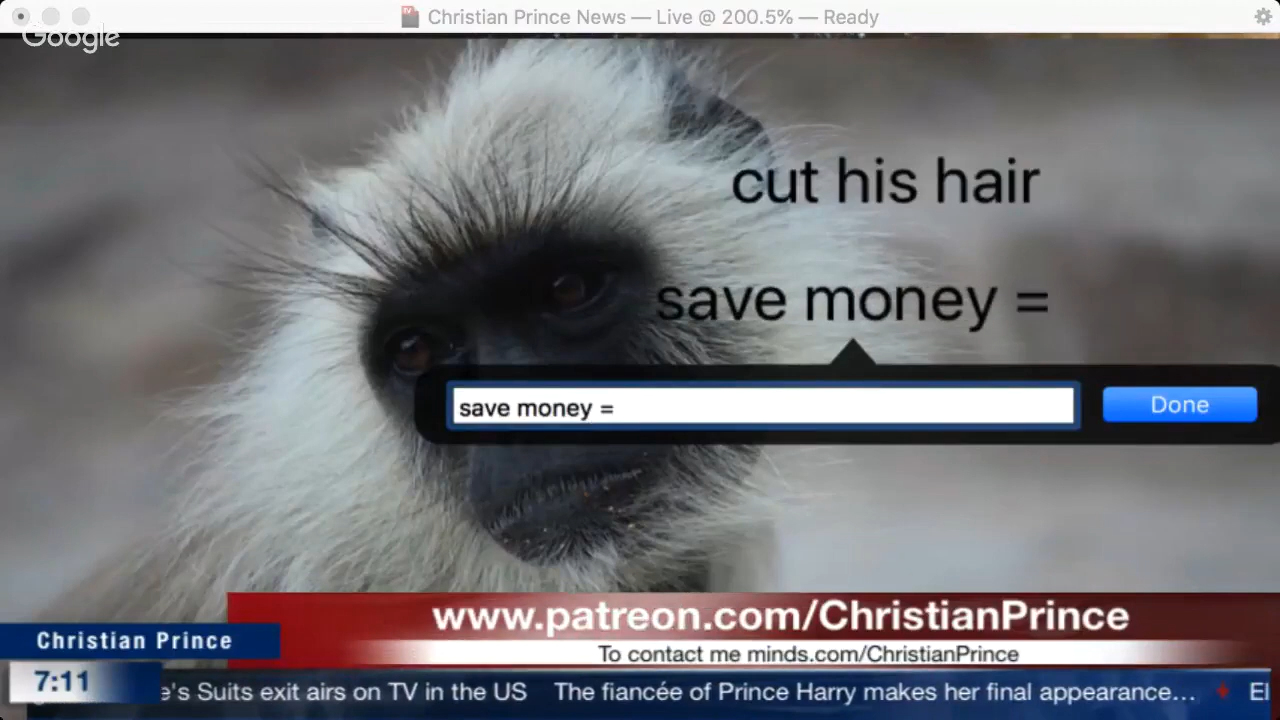 Christian Prince News — Live @ 200.5% — Ready
Google
cut his hair
save money =
save money =
Done
www.patreon.com/ChristianPrince
Christian Prince
To contact me minds.com/ChristianPrince
7:11
e's Suits exit airs on TV in the US The fiancée of Prince Harry makes her final appearance... El